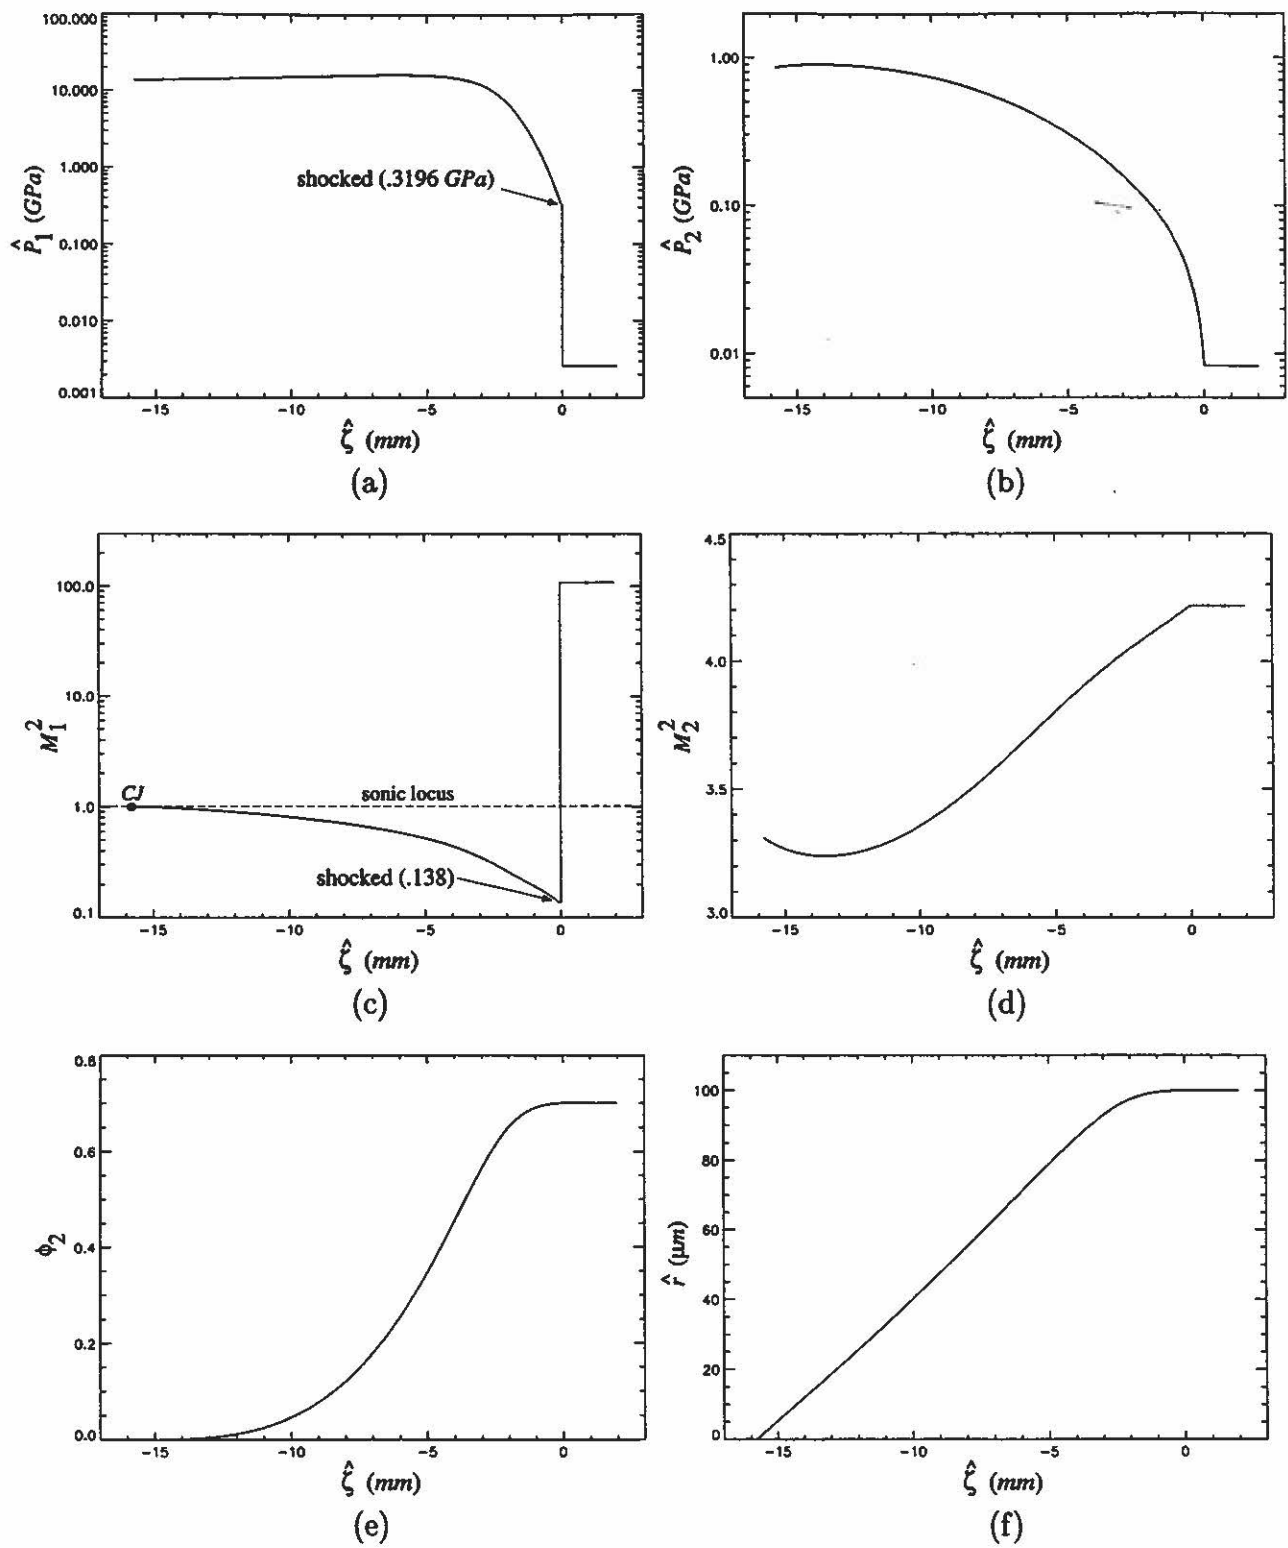 100.000
10.000
1.000
0.100
0.010
0.001
P̂₁ (GPa)
shocked (.3196 GPa)
−15 −10 −5 0
ζ̂ (mm)
(a)
1.00
0.10
0.01
P̂₂ (GPa)
−15 −10 −5 0
ζ̂ (mm)
(b)
100.0
10.0
1.0
0.1
M₁²
CJ
sonic locus
shocked (.138)
−15 −10 −5 0
ζ̂ (mm)
(c)
4.5
4.0
3.5
3.0
M₂²
−15 −10 −5 0
ζ̂ (mm)
(d)
0.8
0.6
0.4
0.2
0.0
ϕ₂
−15 −10 −5 0
ζ̂ (mm)
(e)
100
80
60
40
20
0
r̂ (μm)
−15 −10 −5 0
ζ̂ (mm)
(f)